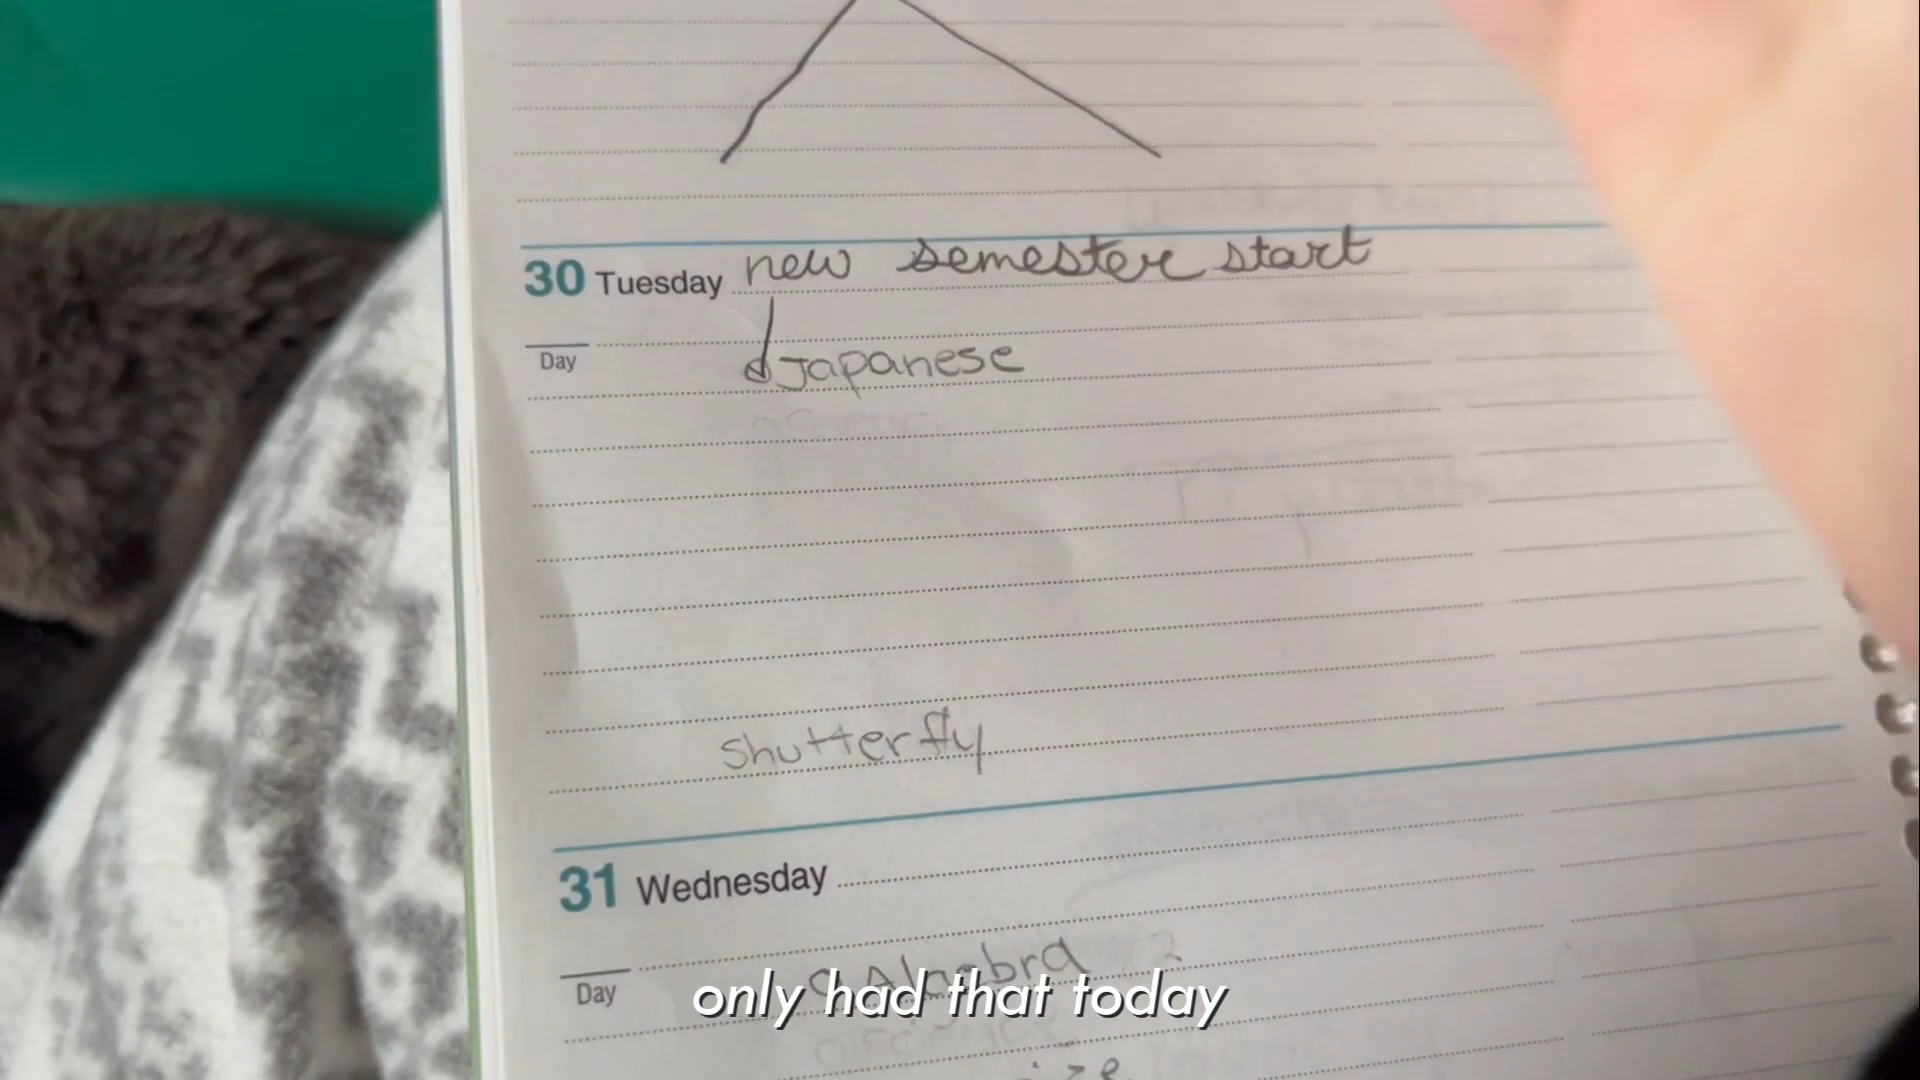 30 Tuesday new semester start
Day
Japanese
shutterfly
31 Wednesday
Algebra
Day
only had that today